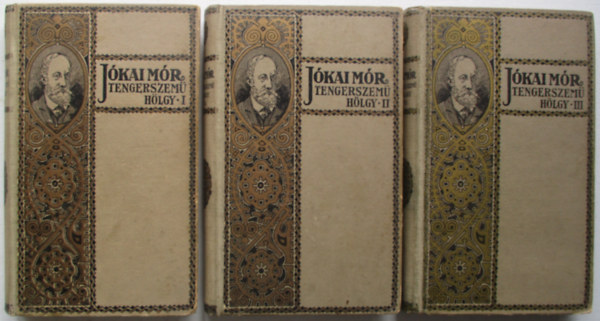 JÓKAI MÓR
TENGERSZEMŰ
HÖLGY · I
JÓKAI MÓR
TENGERSZEMŰ
HÖLGY · II
JÓKAI MÓR
TENGERSZEMŰ
HÖLGY · III